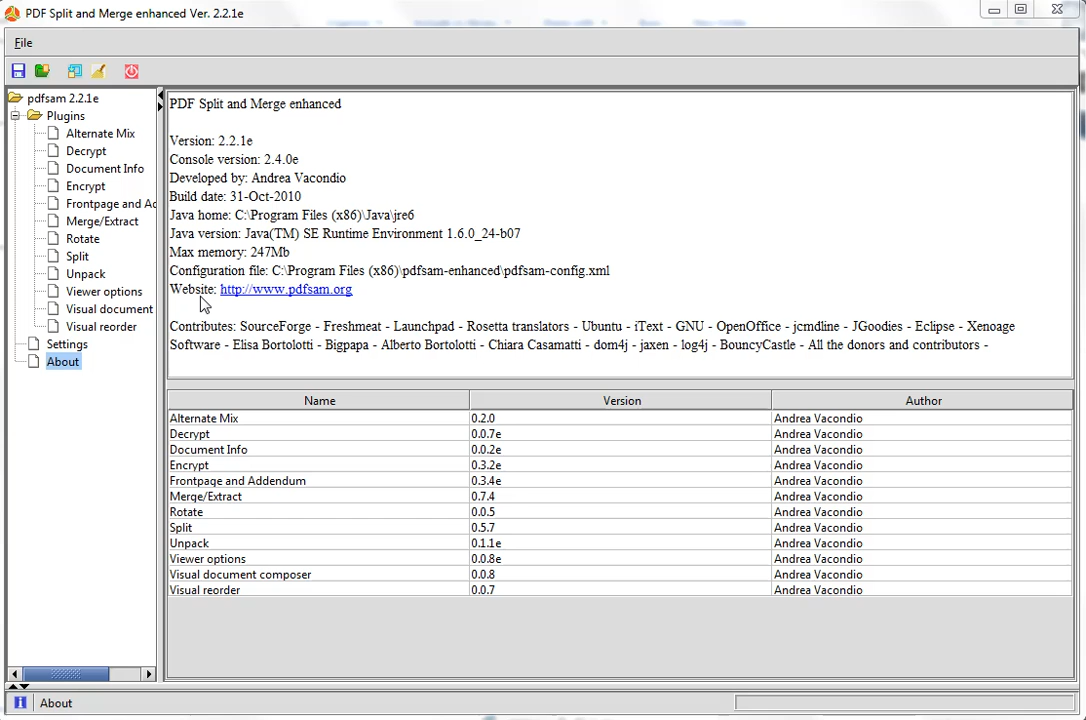 PDF Split and Merge enhanced Ver. 2.2.1e
File
pdfsam 2.2.1e
Plugins
Alternate Mix
Decrypt
Document Info
Encrypt
Frontpage and Ad
Merge/Extract
Rotate
Split
Unpack
Viewer options
Visual document
Visual reorder
Settings
About
PDF Split and Merge enhanced
Version: 2.2.1e
Console version: 2.4.0e
Developed by: Andrea Vacondio
Build date: 31-Oct-2010
Java home: C:\Program Files (x86)\Java\jre6
Java version: Java(TM) SE Runtime Environment 1.6.0_24-b07
Max memory: 247Mb
Configuration file: C:\Program Files (x86)\pdfsam-enhanced\pdfsam-config.xml
Website: http://www.pdfsam.org
Contributes: SourceForge - Freshmeat - Launchpad - Rosetta translators - Ubuntu - iText - GNU - OpenOffice - jcmdline - JGoodies - Eclipse - Xenoage
Software - Elisa Bortolotti - Bigpapa - Alberto Bortolotti - Chiara Casamatti - dom4j - jaxen - log4j - BouncyCastle - All the donors and contributors -
Name Version Author
Alternate Mix 0.2.0 Andrea Vacondio
Decrypt 0.0.7e Andrea Vacondio
Document Info 0.0.2e Andrea Vacondio
Encrypt 0.3.2e Andrea Vacondio
Frontpage and Addendum 0.3.4e Andrea Vacondio
Merge/Extract 0.7.4 Andrea Vacondio
Rotate 0.0.5 Andrea Vacondio
Split 0.5.7 Andrea Vacondio
Unpack 0.1.1e Andrea Vacondio
Viewer options 0.0.8e Andrea Vacondio
Visual document composer 0.0.8 Andrea Vacondio
Visual reorder 0.0.7 Andrea Vacondio
About